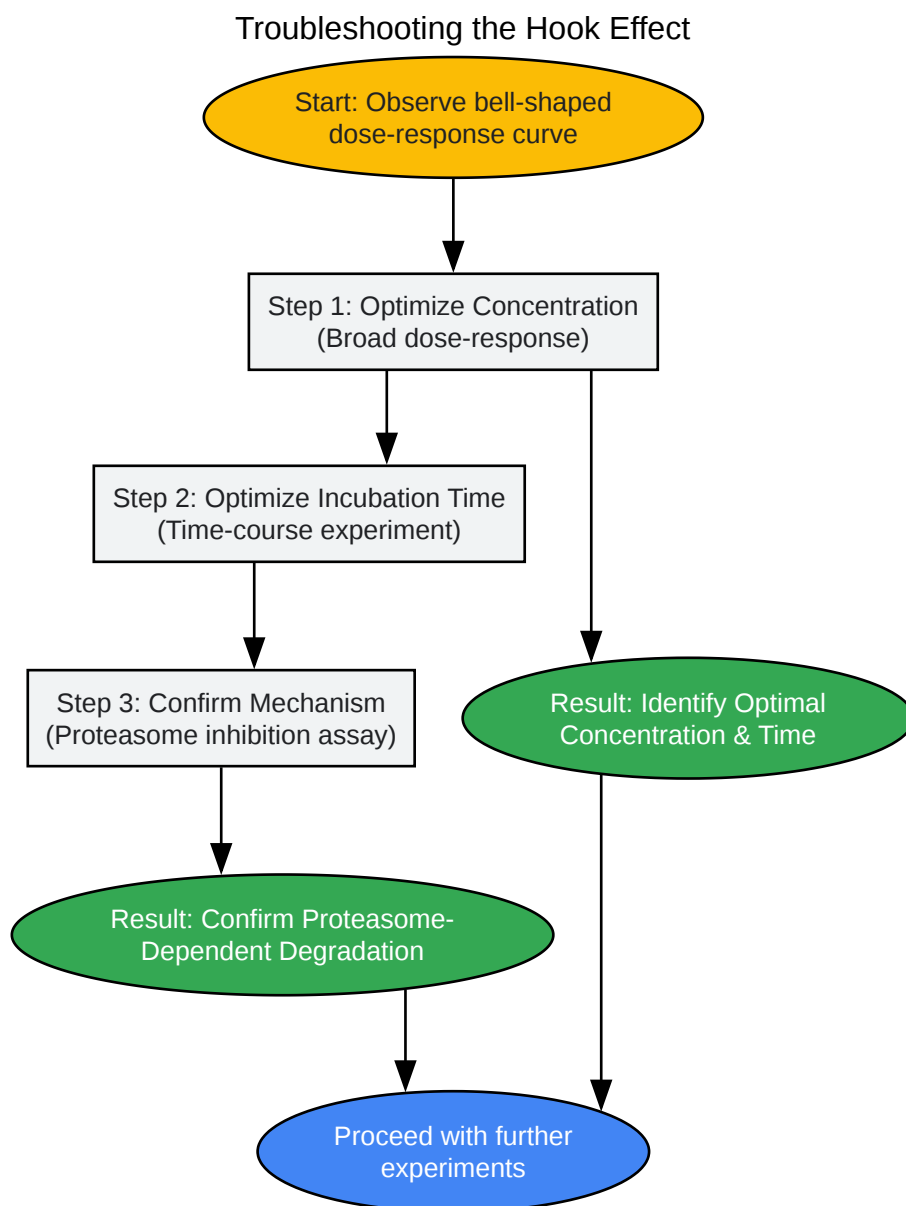 Troubleshooting the Hook Effect
Start: Observe bell-shaped
dose-response curve
Step 1: Optimize Concentration
(Broad dose-response)
Step 2: Optimize Incubation Time
(Time-course experiment)
Step 3: Confirm Mechanism
(Proteasome inhibition assay)
Result: Identify Optimal
Concentration & Time
Result: Confirm Proteasome-
Dependent Degradation
Proceed with further
experiments